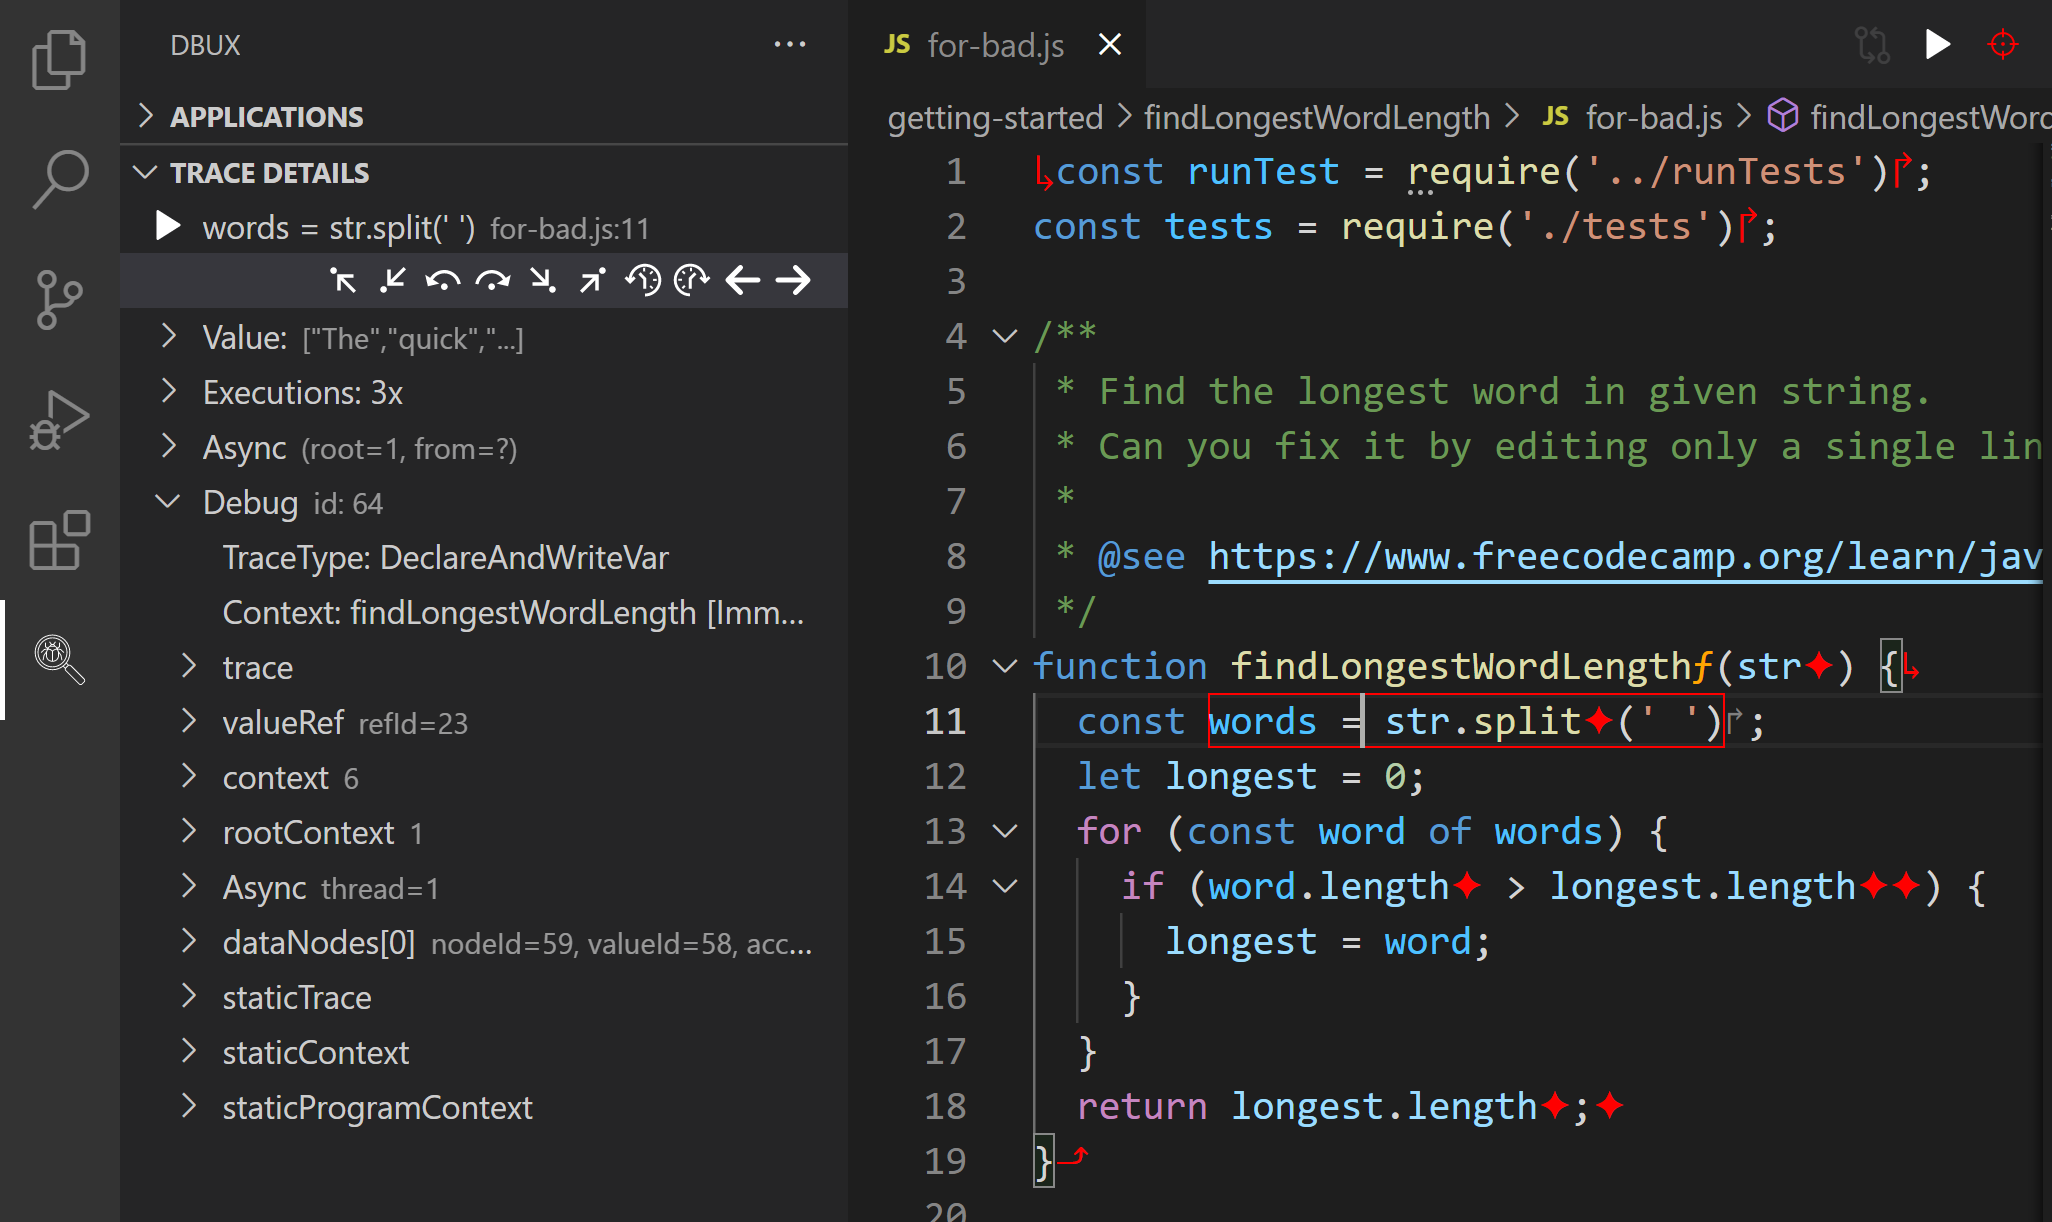 DBUX
APPLICATIONS
TRACE DETAILS
words = str.split(' ') for-bad.js:11
Value: ["The","quick","...]
Executions: 3x
Async (root=1, from=?)
Debug id: 64
TraceType: DeclareAndWriteVar
Context: findLongestWordLength [Imm...
trace
valueRef refId=23
context 6
rootContext 1
Async thread=1
dataNodes[0] nodeId=59, valueId=58, acc...
staticTrace
staticContext
staticProgramContext
JS for-bad.js
getting-started > findLongestWordLength > JS for-bad.js > findLongestWord
1 const runTest = require('../runTests');
2 const tests = require('./tests');
3
4 /**
5 * Find the longest word in given string.
6 * Can you fix it by editing only a single lin
7 *
8 * @see https://www.freecodecamp.org/learn/jav
9 */
10 function findLongestWordLengthƒ(str✦) {
11 const words = str.split✦(' ');
12 let longest = 0;
13 for (const word of words) {
14 if (word.length✦ > longest.length✦✦) {
15 longest = word;
16 }
17 }
18 return longest.length✦;✦
19 }
20